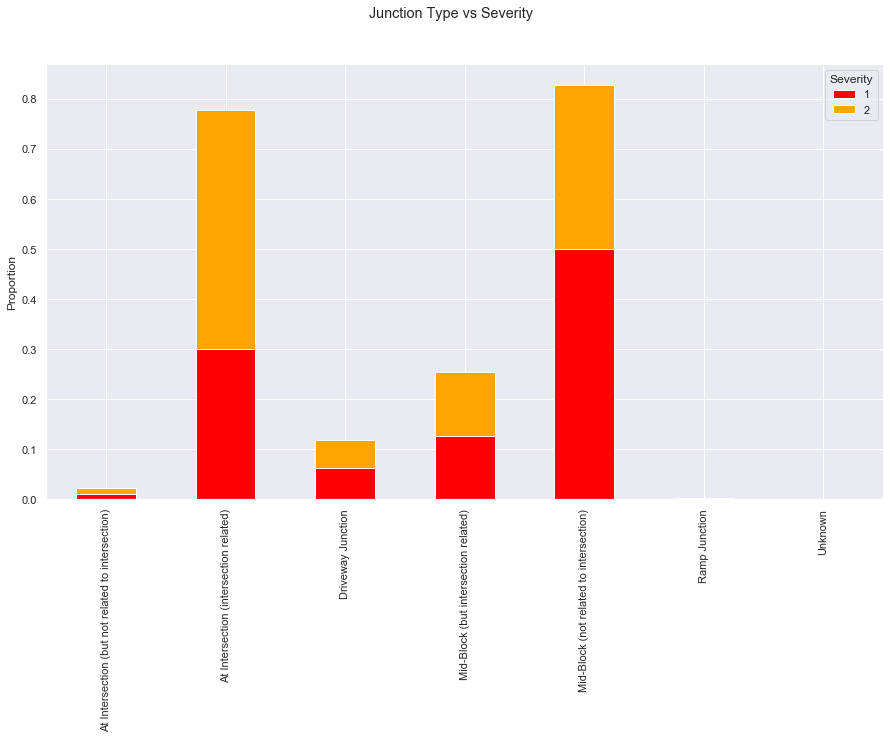 Junction Type vs Severity
Severity
1
2
Proportion
0.8
0.7
0.6
0.5
0.4
0.3
0.2
0.1
0.0
At Intersection (but not related to intersection)
At Intersection (intersection related)
Driveway Junction
Mid-Block (but intersection related)
Mid-Block (not related to intersection)
Ramp Junction
Unknown